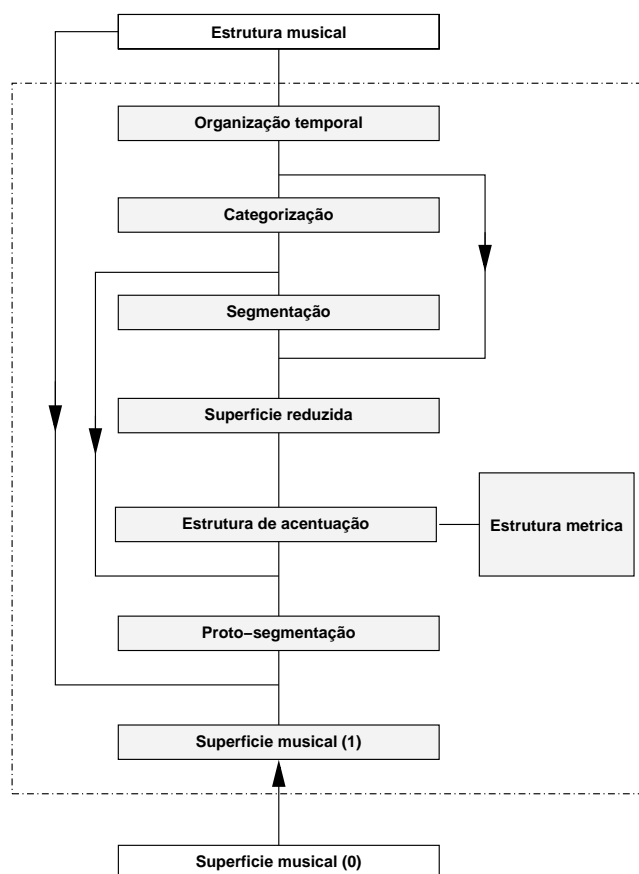 Estrutura musical
Organização temporal
Categorização
Segmentação
Superficie reduzida
Estrutura de acentuação
Estrutura metrica
Proto−segmentação
Superficie musical (1)
Superficie musical (0)